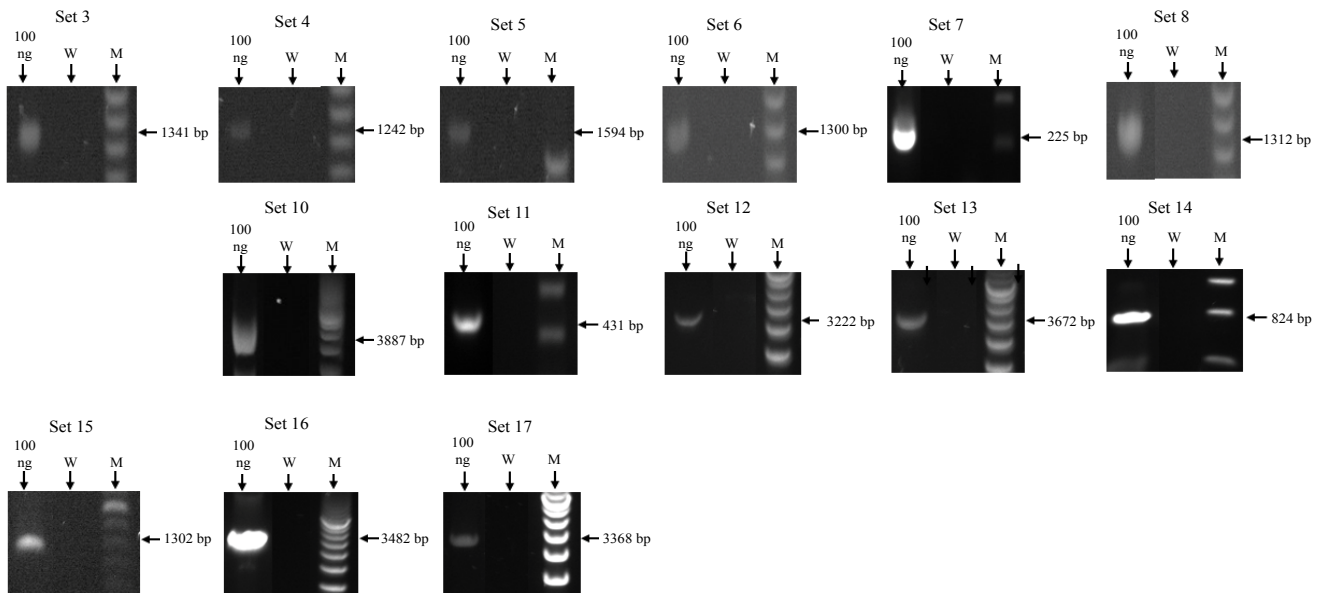 Set 3
100
ng
W
M
1341 bp
Set 4
100
ng
W
M
1242 bp
Set 5
100
ng
W
M
1594 bp
Set 6
100
ng
W
M
1300 bp
Set 7
100
ng
W
M
225 bp
Set 8
100
ng
W
M
1312 bp
Set 10
100
ng
W
M
3887 bp
Set 11
100
ng
W
M
431 bp
Set 12
100
ng
W
M
3222 bp
Set 13
100
ng
W
M
3672 bp
Set 14
100
ng
W
M
824 bp
Set 15
100
ng
W
M
1302 bp
Set 16
100
ng
W
M
3482 bp
Set 17
100
ng
W
M
3368 bp